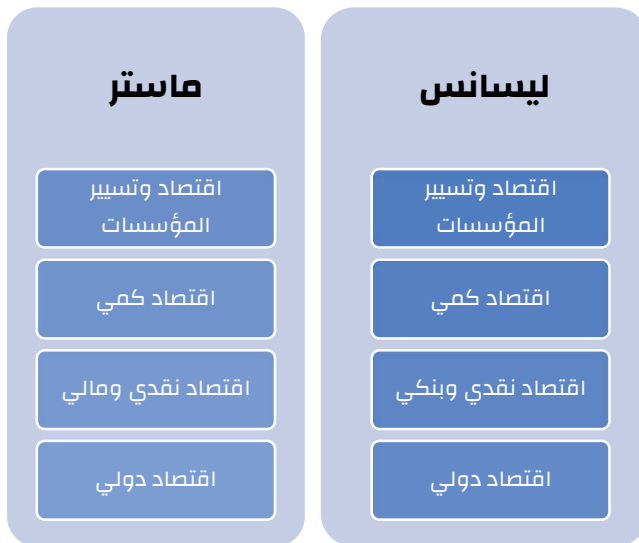 ليسانس
اقتصاد وتسيير
المؤسسات
اقتصاد كمي
اقتصاد نقدي وبنكي
اقتصاد دولي
ماستر
اقتصاد وتسيير
المؤسسات
اقتصاد كمي
اقتصاد نقدي ومالي
اقتصاد دولي